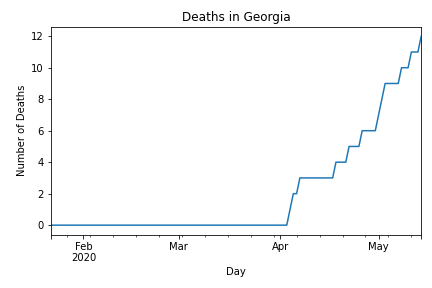 Deaths in Georgia
Number of Deaths
12
10
8
6
4
2
0
Feb
2020
Mar
Apr
May
Day